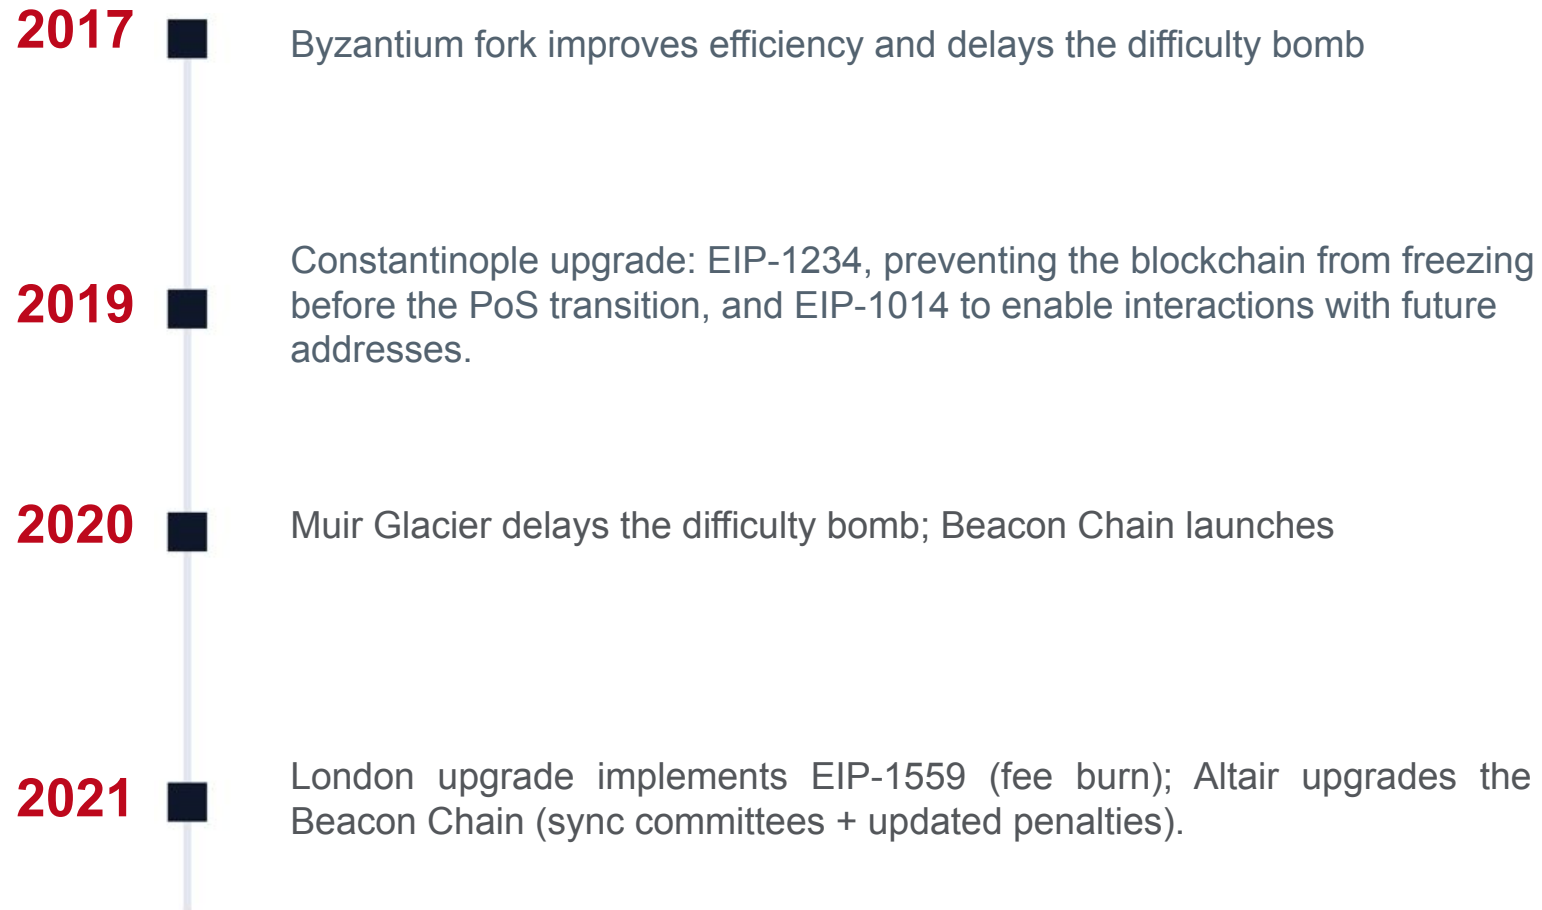 2017
Byzantium fork improves efficiency and delays the difficulty bomb
2019
Constantinople upgrade: EIP-1234, preventing the blockchain from freezing
before the PoS transition, and EIP-1014 to enable interactions with future
addresses.
2020
Muir Glacier delays the difficulty bomb; Beacon Chain launches
2021
London upgrade implements EIP-1559 (fee burn); Altair upgrades the
Beacon Chain (sync committees + updated penalties).